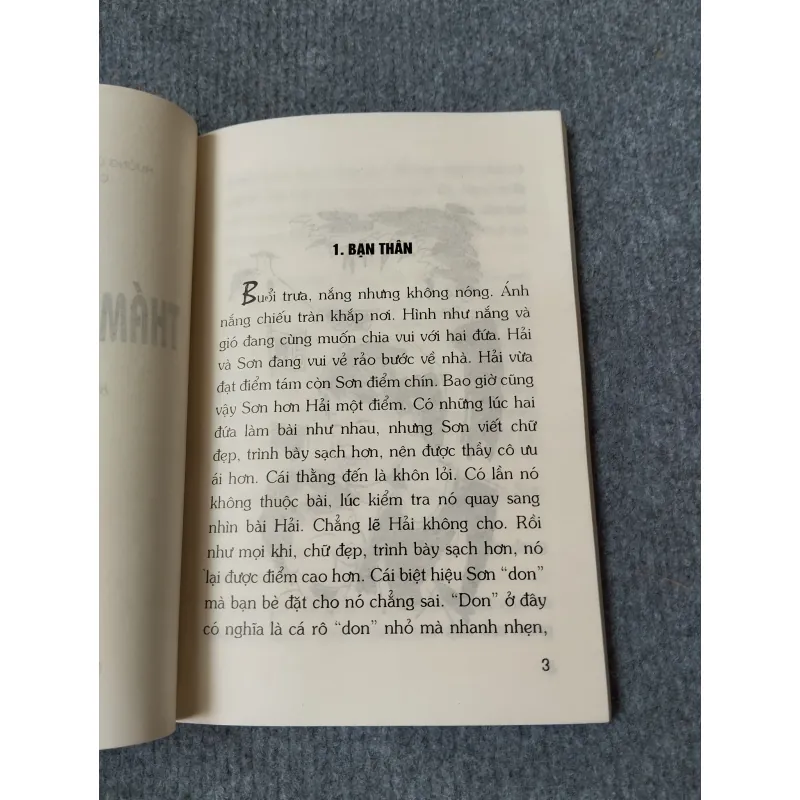 THÁM
1. BẠN THÂN
Buổi trưa, nắng nhưng không nóng. Ánh
nắng chiếu tràn khắp nơi. Hình như nắng và
gió đang cùng muốn chia vui với hai đứa. Hải
và Sơn đang vui vẻ rảo bước về nhà. Hải vừa
đạt điểm tám còn Sơn điểm chín. Bao giờ cũng
vậy Sơn hơn Hải một điểm. Có những lúc hai
đứa làm bài như nhau, nhưng Sơn viết chữ
đẹp, trình bày sạch hơn, nên được thầy cô ưu
ái hơn. Cái thằng đến là khôn lỏi. Có lần nó
không thuộc bài, lúc kiểm tra nó quay sang
nhìn bài Hải. Chẳng lẽ Hải không cho. Rồi
như mọi khi, chữ đẹp, trình bày sạch hơn, nó
lại được điểm cao hơn. Cái biệt hiệu Sơn “don”
mà bạn bè đặt cho nó chẳng sai. “Don” ở đây
có nghĩa là cá rô “don” nhỏ mà nhanh nhẹn,
3